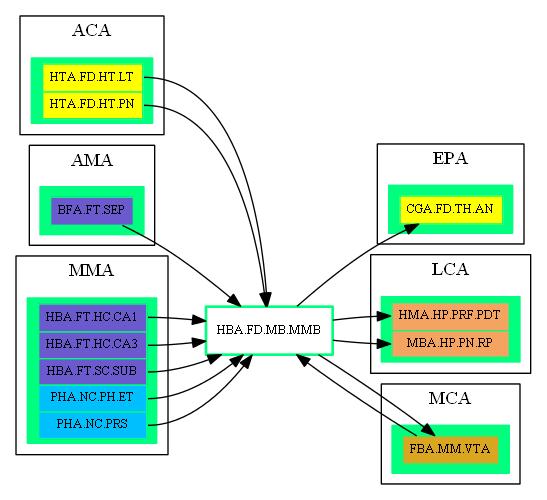 ACA
HTA.FD.HT.LT
HTA.FD.HT.PN
AMA
BFA.FT.SEP
MMA
HBA.FT.HC.CA1
HBA.FT.HC.CA3
HBA.FT.SC.SUB
PHA.NC.PH.ET
PHA.NC.PRS
HBA.FD.MB.MMB
EPA
CGA.FD.TH.AN
LCA
HMA.HP.PRF.PDT
MBA.HP.PN.RP
MCA
FBA.MM.VTA